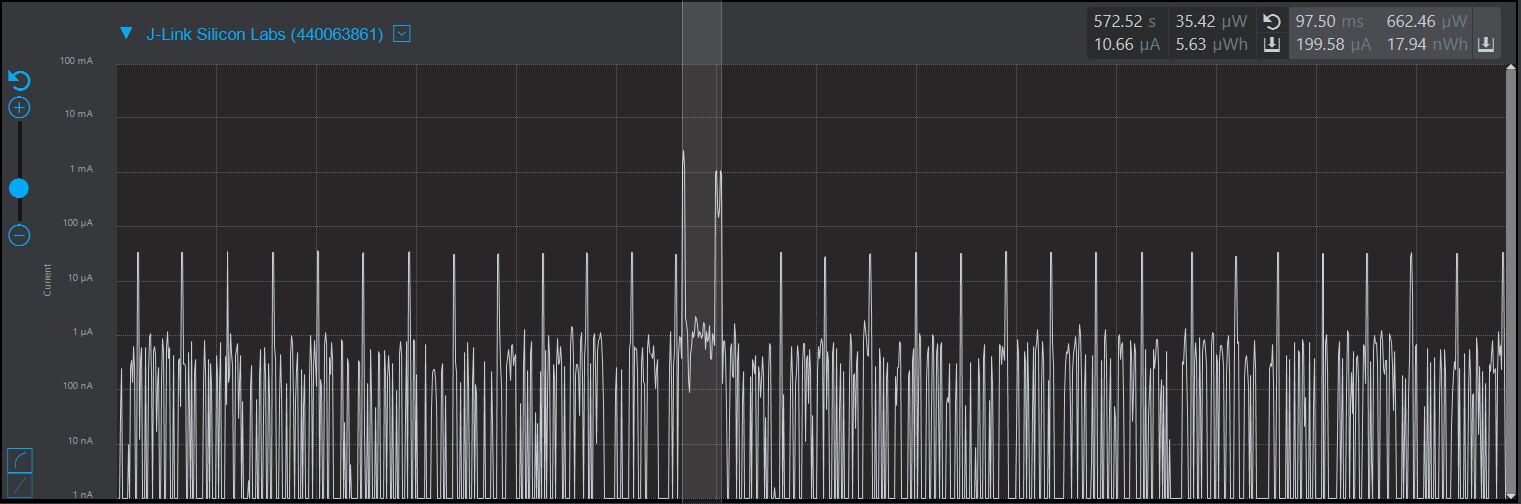 J-Link Silicon Labs (440063861)
572.52 s 35.42 µW 97.50 ms 662.46 µW
10.66 µA 5.63 µWh 199.58 µA 17.94 nWh
100 mA
10 mA
1 mA
100 µA
10 µA
1 µA
100 nA
10 nA
1 nA
Current